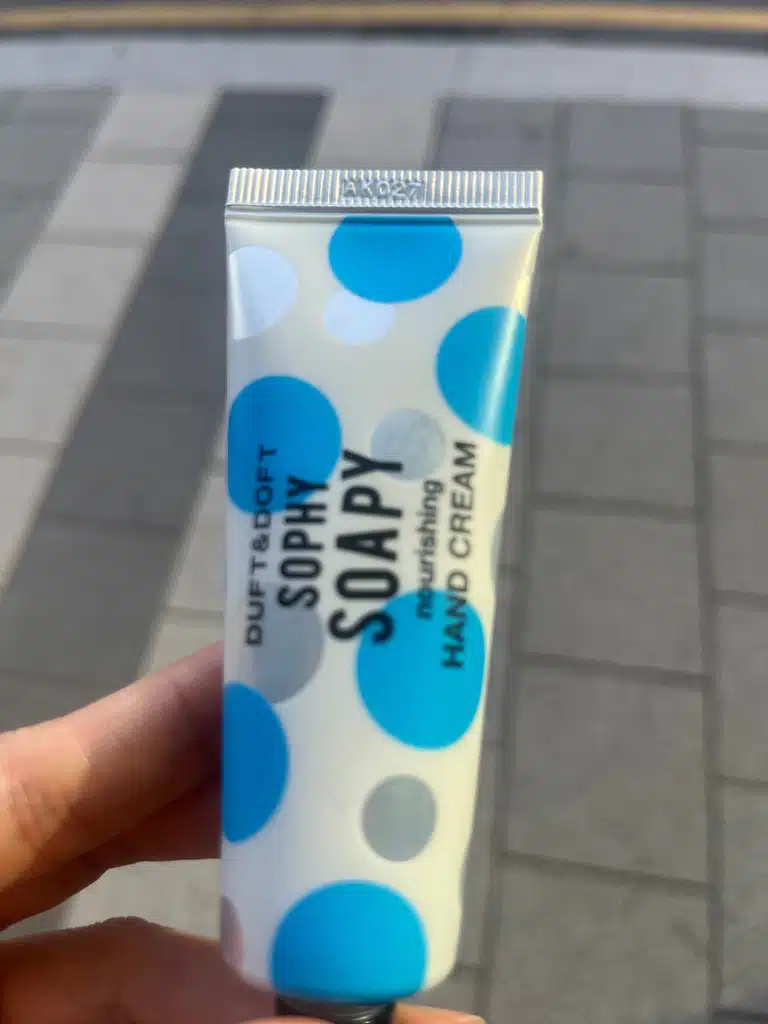 AK027
DUFT&DOFT
SOPHY
SOAPY
nourishing
HAND CREAM